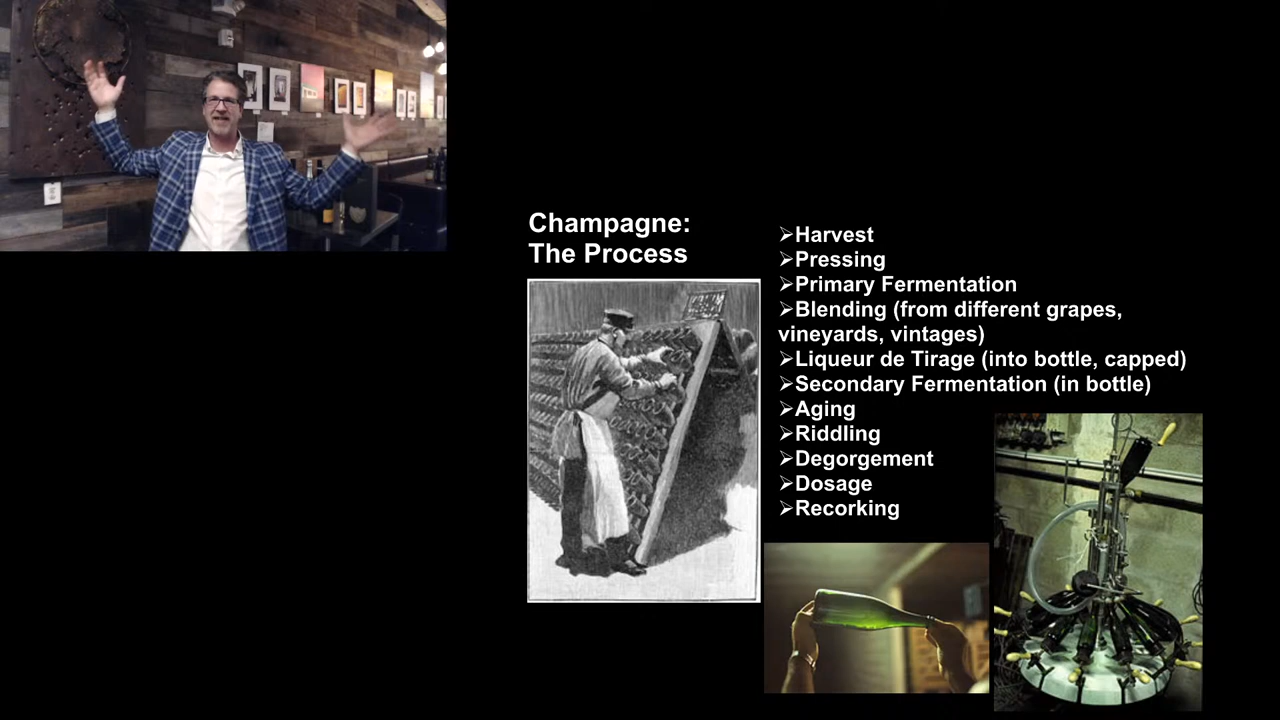 Champagne:
The Process
➢Harvest
➢Pressing
➢Primary Fermentation
➢Blending (from different grapes,
vineyards, vintages)
➢Liqueur de Tirage (into bottle, capped)
➢Secondary Fermentation (in bottle)
➢Aging
➢Riddling
➢Degorgement
➢Dosage
➢Recorking